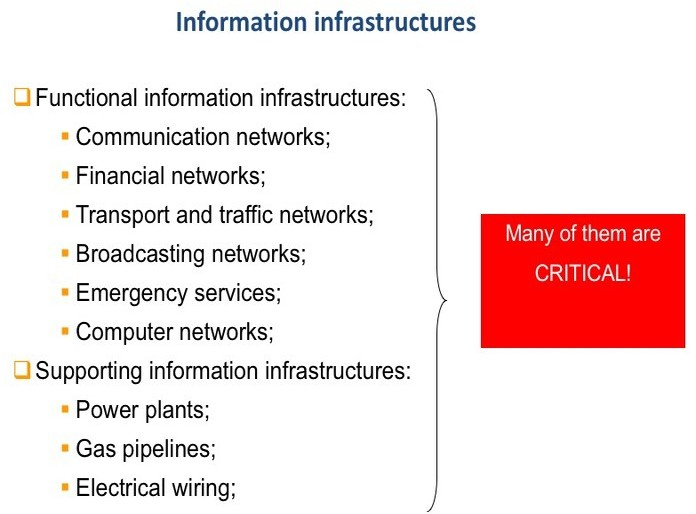 Information infrastructures
Functional information infrastructures:
Communication networks;
Financial networks;
Transport and traffic networks;
Broadcasting networks;
Emergency services;
Computer networks;
Supporting information infrastructures:
Power plants;
Gas pipelines;
Electrical wiring;
Many of them are
CRITICAL!